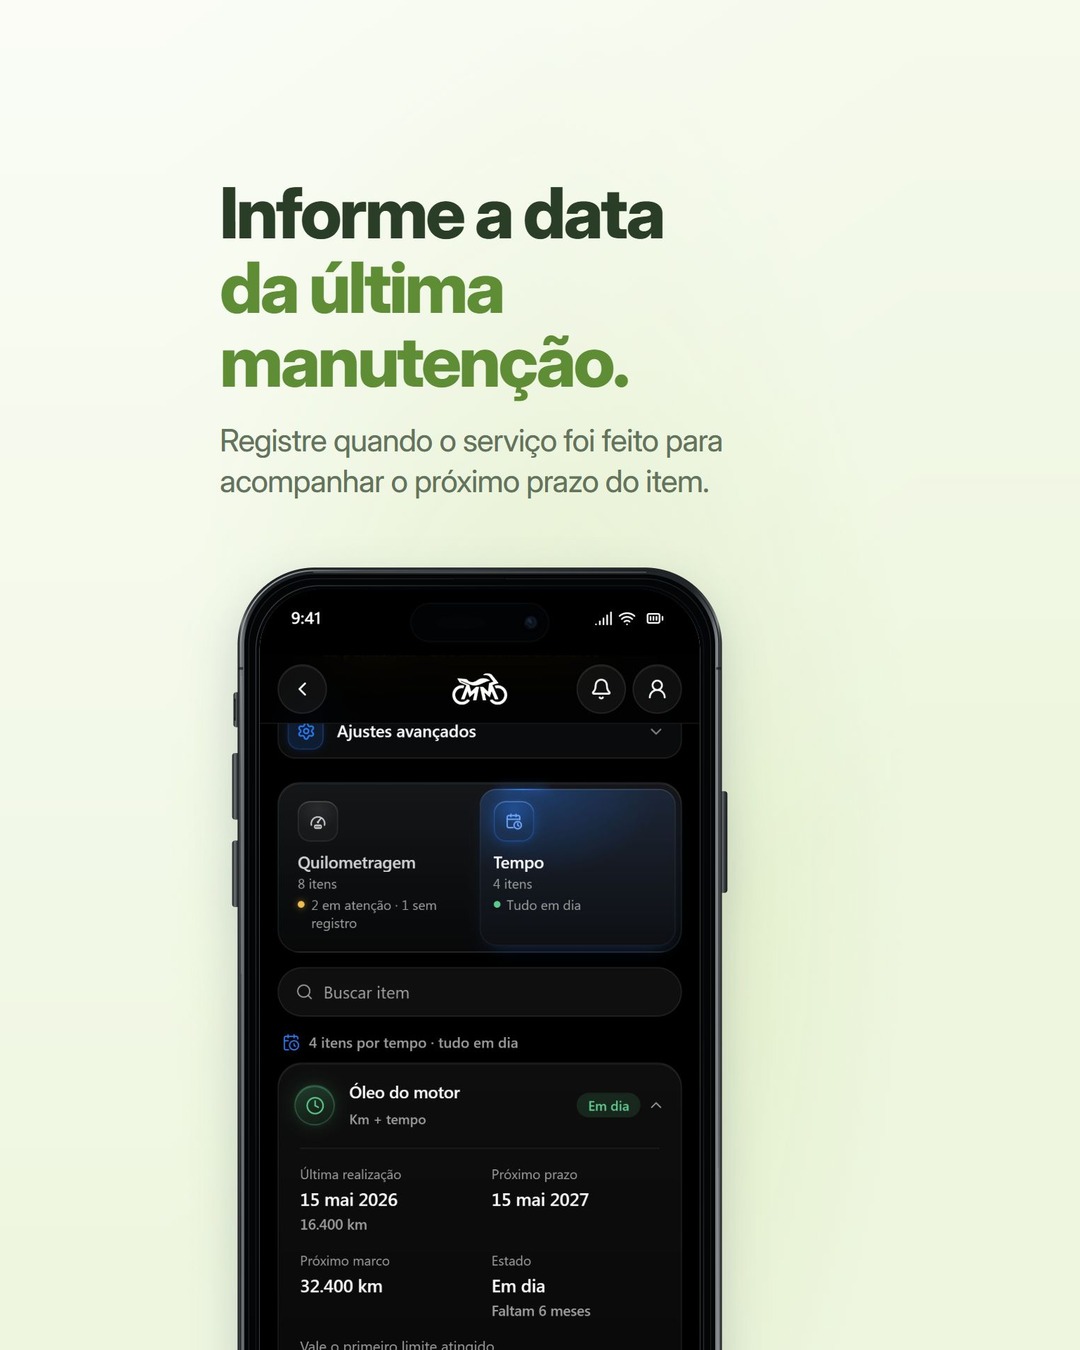 Informe a data
da última
manutenção.
Registre quando o serviço foi feito para
acompanhar o próximo prazo do item.
9:41
MM
Ajustes avançados
Quilometragem
8 itens
2 em atenção · 1 sem
registro
Tempo
4 itens
Tudo em dia
Buscar item
4 itens por tempo · tudo em dia
Óleo do motor
Km + tempo
Em dia
Última realização
15 mai 2026
16.400 km
Próximo prazo
15 mai 2027
Próximo marco
32.400 km
Estado
Em dia
Faltam 6 meses
Vale o primeiro limite atingido